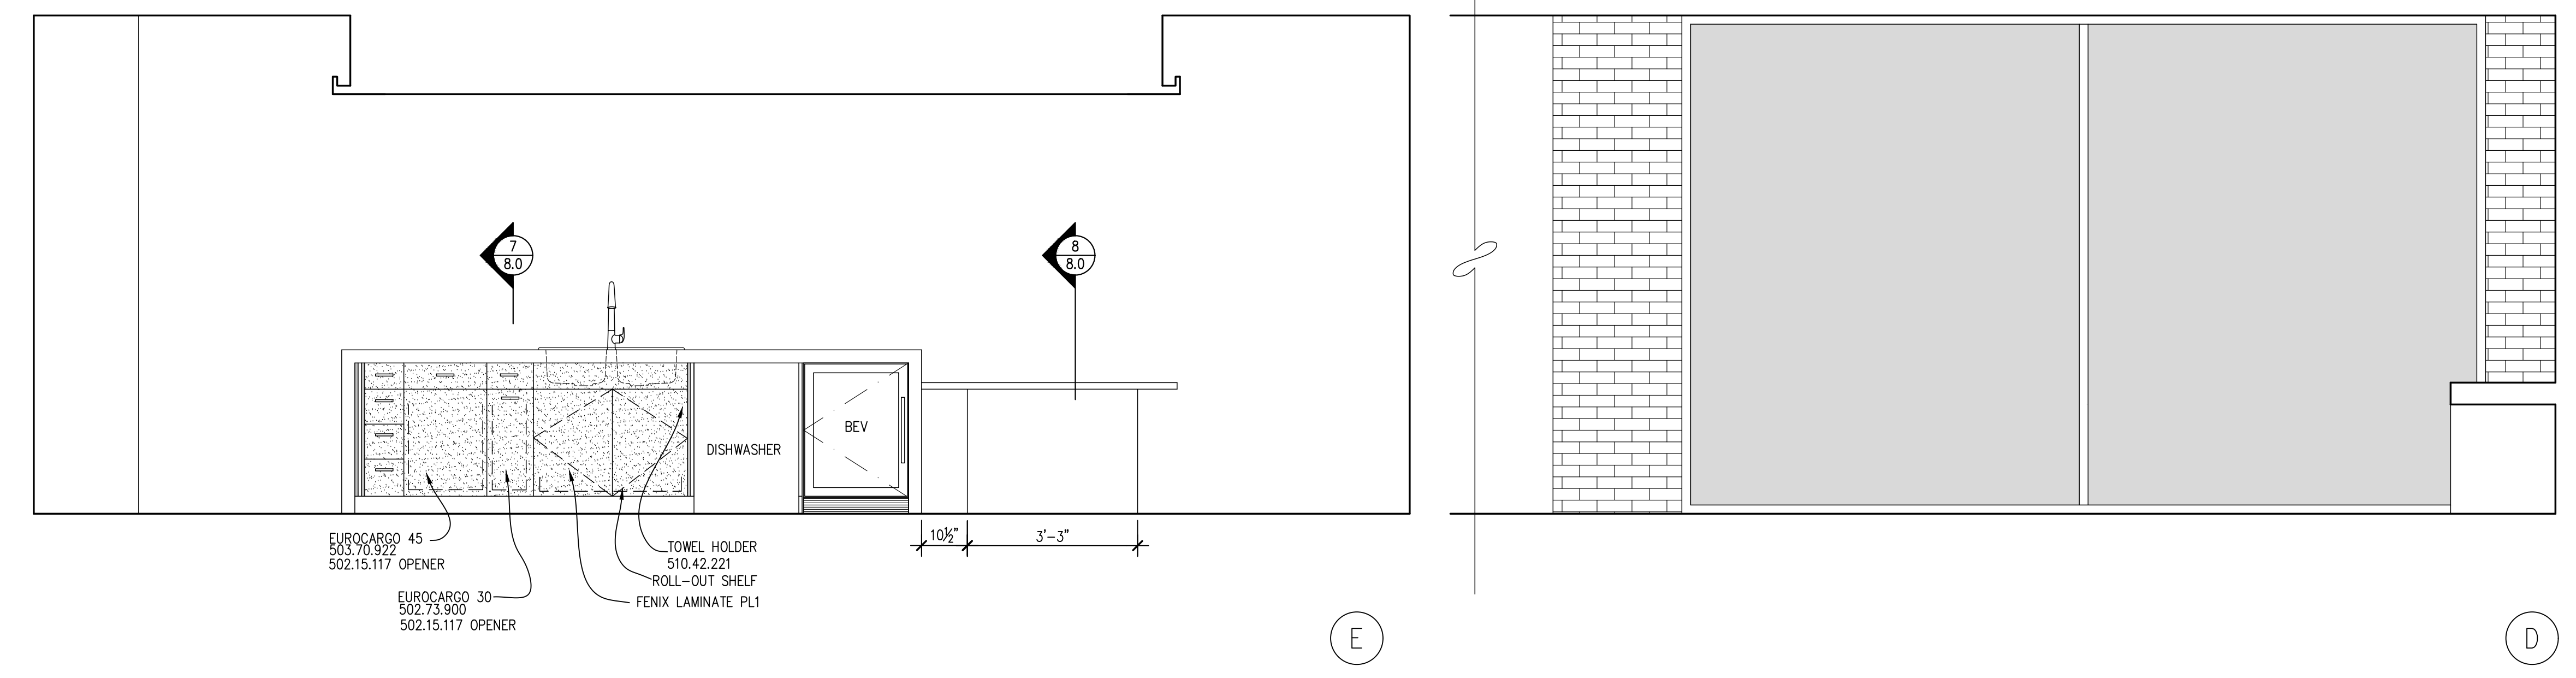 7
8.0
8
8.0
DISHWASHER
BEV
10½"
3'-3"
EUROCARGO 45
503.70.922
502.15.117 OPENER
TOWEL HOLDER
510.42.221
ROLL-OUT SHELF
FENIX LAMINATE PL1
EUROCARGO 30
502.73.900
502.15.117 OPENER
E
D